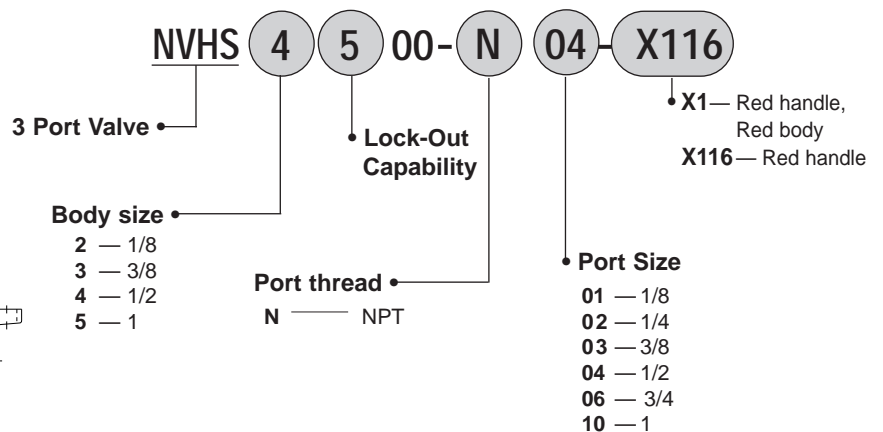 NVHS 4 5 00 - N 04 - X116
X1 — Red handle,
Red body
X116 — Red handle
3 Port Valve
Lock-Out
Capability
Body size
2 — 1/8
3 — 3/8
4 — 1/2
5 — 1
Port thread
N — NPT
Port Size
01 — 1/8
02 — 1/4
03 — 3/8
04 — 1/2
06 — 3/4
10 — 1